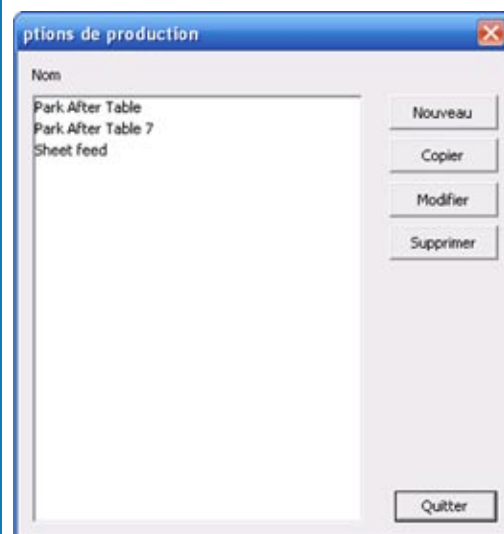 ptions de production
Nom
Park After Table
Park After Table 7
Sheet feed
Nouveau
Copier
Modifier
Supprimer
Quitter